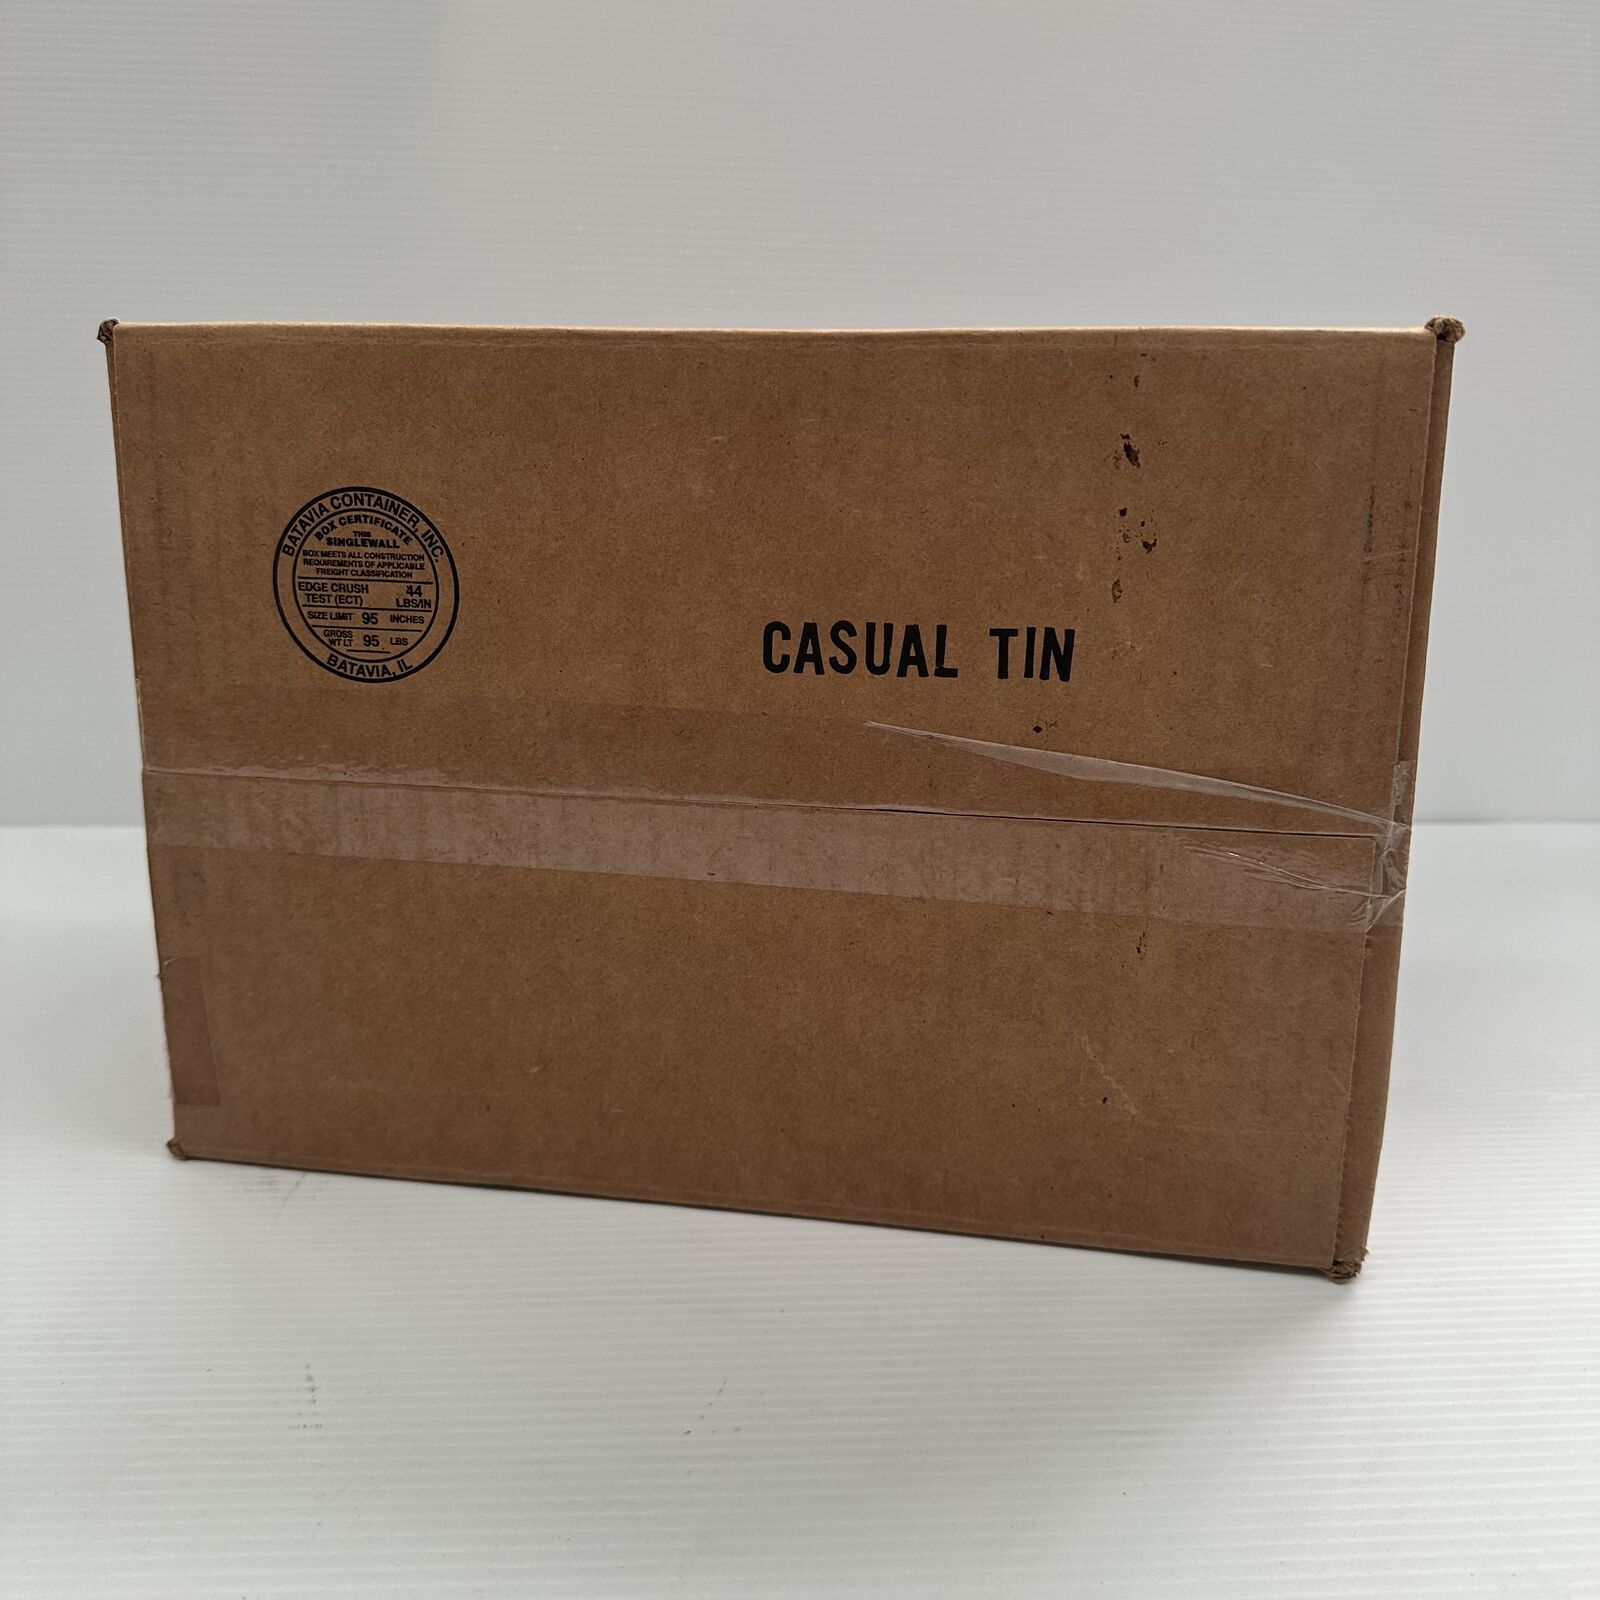 BATAVIA CONTAINER, INC.
BOX CERTIFICATE
THIS
SINGLEWALL
BOX MEETS ALL CONSTRUCTION
REQUIREMENTS OF APPLICABLE
FREIGHT CLASSIFICATION
EDGE CRUSH TEST (ECT) 44 LBS/IN
SIZE LIMIT 95 INCHES
GROSS WT LT 95 LBS
BATAVIA, IL
CASUAL TIN